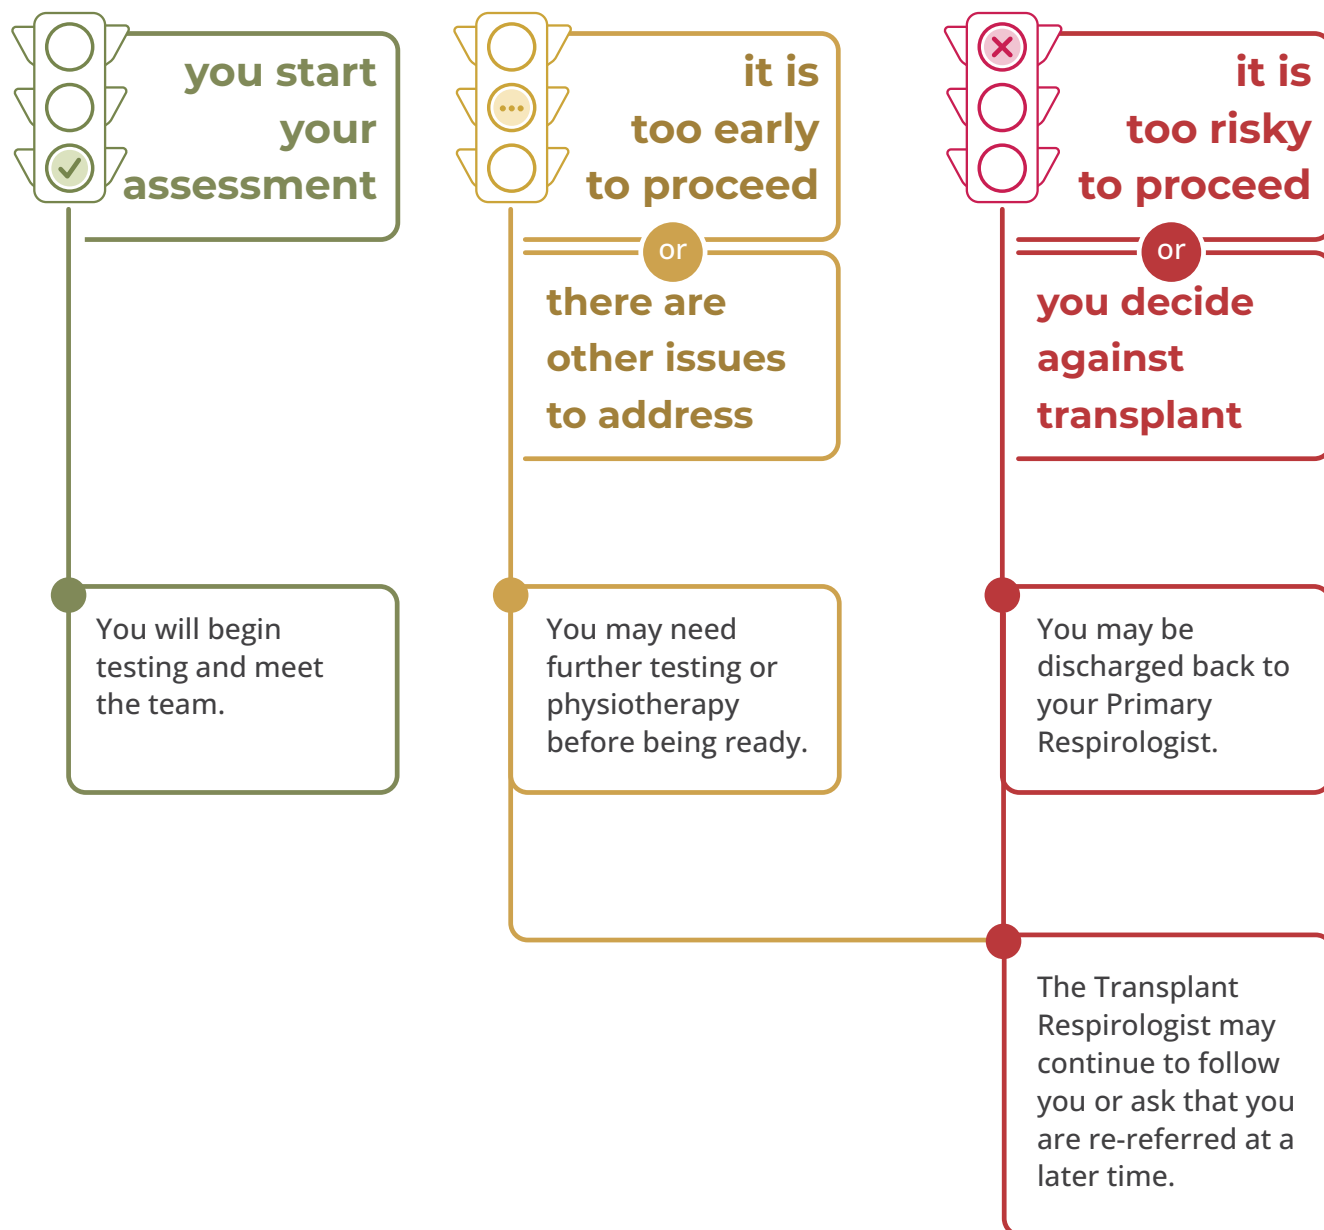 you start
your
assessment
You will begin
testing and meet
the team.
it is
too early
to proceed
or
there are
other issues
to address
You may need
further testing or
physiotherapy
before being ready.
it is
too risky
to proceed
or
you decide
against
transplant
You may be
discharged back to
your Primary
Respirologist.
The Transplant
Respirologist may
continue to follow
you or ask that you
are re-referred at a
later time.